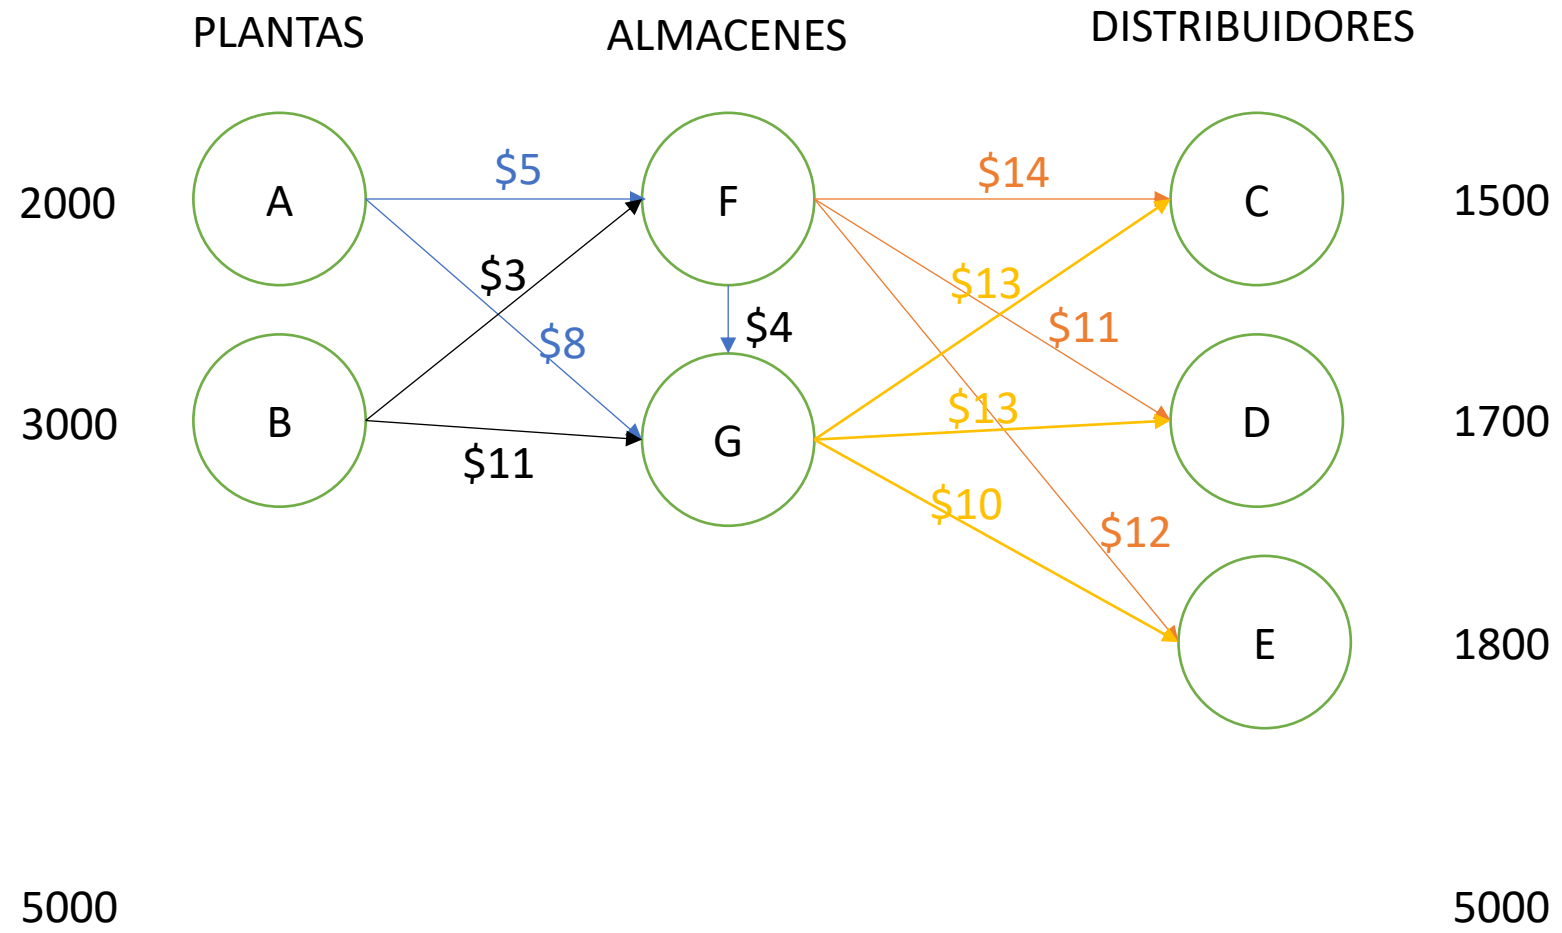 PLANTAS
ALMACENES
DISTRIBUIDORES
2000
A
$5
F
$14
C
1500
$3
$13
$8
$4
$11
3000
B
$11
G
$13
D
1700
$10
$12
E
1800
5000
5000